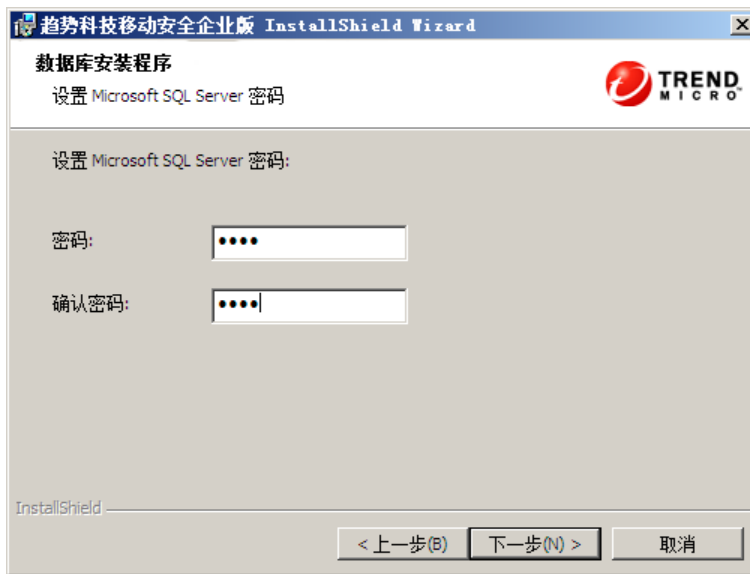 趋势科技移动安全企业版 InstallShield Wizard
数据库安装程序
设置 Microsoft SQL Server 密码
TREND
MICRO
设置 Microsoft SQL Server 密码:
密码: ••••
确认密码: ••••
InstallShield
< 上一步(B) 下一步(N) > 取消